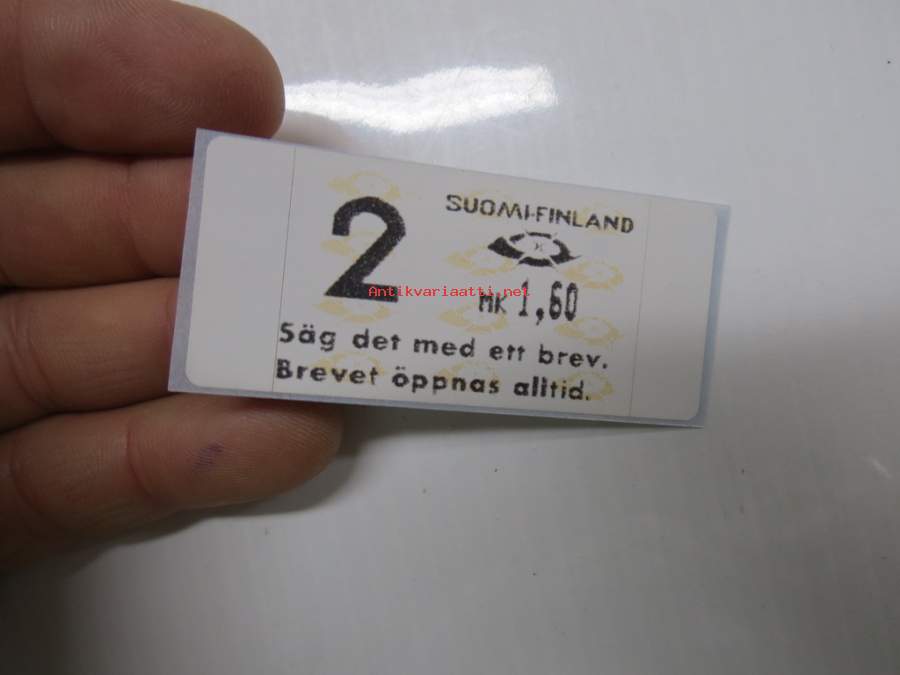 2
SUOMI-FINLAND
Antikvariaatti.net
MK 1,60
Säg det med ett brev.
Brevet öppnas alltid.